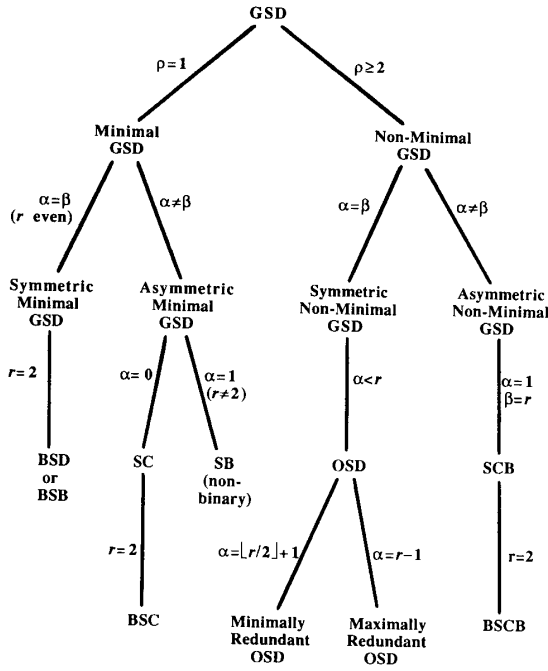 GSD
ρ=1
ρ≥2
Minimal
GSD
Non-Minimal
GSD
α=β
(r even)
α≠β
α=β
α≠β
Symmetric
Minimal
GSD
Asymmetric
Minimal
GSD
Symmetric
Non-Minimal
GSD
Asymmetric
Non-Minimal
GSD
r=2
α=0
α=1
(r≠2)
α<r
α=1
β=r
BSD
or
BSB
SC
SB
(non-
binary)
OSD
SCB
r=2
α=⌊r/2⌋+1
α=r−1
r=2
BSC
Minimally
Redundant
OSD
Maximally
Redundant
OSD
BSCB